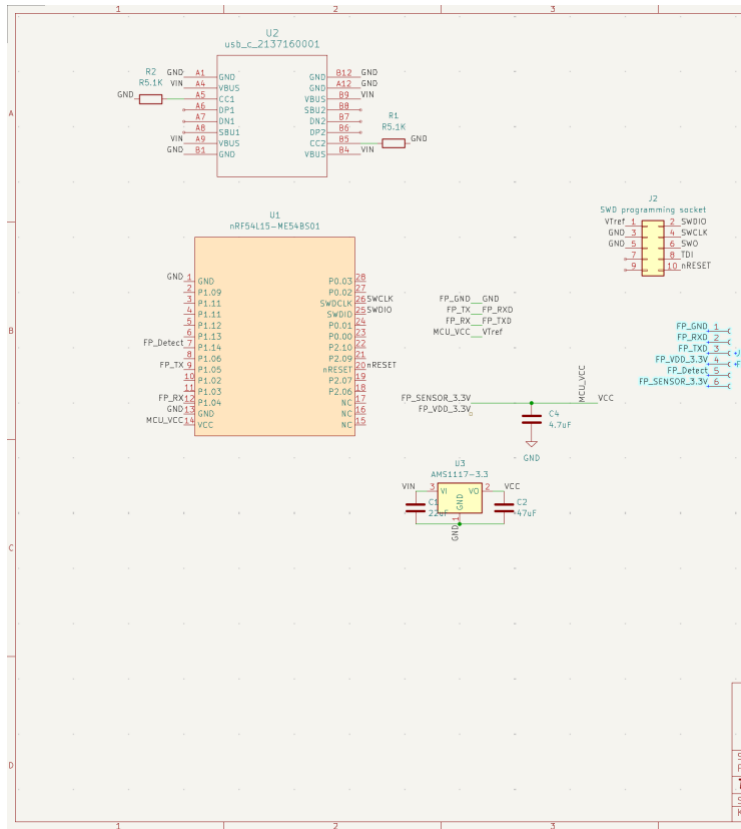 1 2 3
U2
usb_c_2137160001
R2
R5.1K
GND
GND A1 GND GND B12 GND
VIN A4 VBUS GND A12 GND
A5 CC1 VBUS B9 VIN
A6 DP1 SBU2 B8
A7 DN1 DN2 B7
A8 SBU1 DP2 B6
VIN A9 VBUS CC2 B5
GND B1 GND VBUS B4 VIN
R1
R5.1K
GND
A
U1
nRF54L15-ME54BS01
GND 1 GND P0.03 28
2 P1.09 P0.02 27
3 P1.11 SWDCLK 26 SWCLK
4 P1.11 SWDIO 25 SWDIO
5 P1.12 P0.01 24
6 P1.13 P0.00 23
FP_Detect 7 P1.14 P2.10 22
8 P1.06 P2.09 21
FP_TX 9 P1.05 nRESET 20 nRESET
10 P1.02 P2.07 19
11 P1.03 P2.06 18
FP_RX 12 P1.04 NC 17
GND 13 GND NC 16
MCU_VCC 14 VCC NC 15
J2
SWD programming socket
VTref 1 2 SWDIO
GND 3 4 SWCLK
GND 5 6 SWO
7 8 TDI
9 10 nRESET
B
FP_GND GND
FP_TX FP_RXD
FP_RX FP_TXD
MCU_VCC VTref
FP_GND 1
FP_RXD 2
FP_TXD 3
FP_VDD_3.3V 4
FP_Detect 5
FP_SENSOR_3.3V 6
FP_SENSOR_3.3V
FP_VDD_3.3V
MCU_VCC
VCC
C4
4.7uF
GND
U3
AMS1117-3.3
VIN 3 VI VO 2 VCC
GND
1
GND
C1
22uF
C2
47uF
C
D
1 2 3